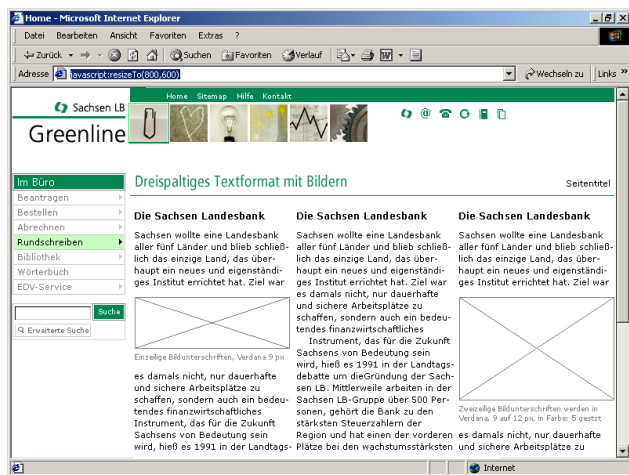 Home - Microsoft Internet Explorer
Datei Bearbeiten Ansicht Favoriten Extras ?
Zurück Suchen Favoriten Verlauf
Adresse javascript:resizeTo(800,600) Wechseln zu Links »
Home Sitemap Hilfe Kontakt
Sachsen LB
Greenline
Im Büro
Beantragen
Bestellen
Abrechnen
Rundschreiben
Bibliothek
Wörterbuch
EDV-Service
Suche
Erweiterte Suche
Dreispaltiges Textformat mit Bildern
Seitentitel
Die Sachsen Landesbank
Sachsen wollte eine Landesbank
aller fünf Länder und blieb schließ-
lich das einzige Land, das über-
haupt ein neues und eigenständi-
ges Institut errichtet hat. Ziel war
Einzeilige Bildunterschriften, Verdana 9 px
es damals nicht, nur dauerhafte
und sichere Arbeitsplätze zu
schaffen, sondern auch ein bedeu-
tendes finanzwirtschaftliches
Instrument, das für die Zukunft
Sachsens von Bedeutung sein
wird, hieß es 1991 in der Landtags-
Die Sachsen Landesbank
Sachsen wollte eine Landesbank
aller fünf Länder und blieb schließ-
lich das einzige Land, das über-
haupt ein neues und eigenständi-
ges Institut errichtet hat. Ziel war
es damals nicht, nur dauerhafte
und sichere Arbeitsplätze zu
schaffen, sondern auch ein bedeu-
tendes finanzwirtschaftliches
Instrument, das für die Zukunft
Sachsens von Bedeutung sein
wird, hieß es 1991 in der Landtags-
debatte um dieGründung der Sach-
sen LB. Mittlerweile arbeiten in der
Sachsen LB-Gruppe über 500 Per-
sonen, gehört die Bank zu den
stärksten Steuerzahlern der
Region und hat einen der vorderen
Plätze bei den wachstumsstärksten
Die Sachsen Landesbank
Sachsen wollte eine Landesbank
aller fünf Länder und blieb schließ-
lich das einzige Land, das über-
haupt ein neues und eigenständi-
ges Institut errichtet hat. Ziel war
Zweizeilige Bildunterschriften werden in
Verdana, 9 auf 12 px, in Farbe: 5 gestzt
es damals nicht, nur dauerhafte
und sichere Arbeitsplätze zu
Internet